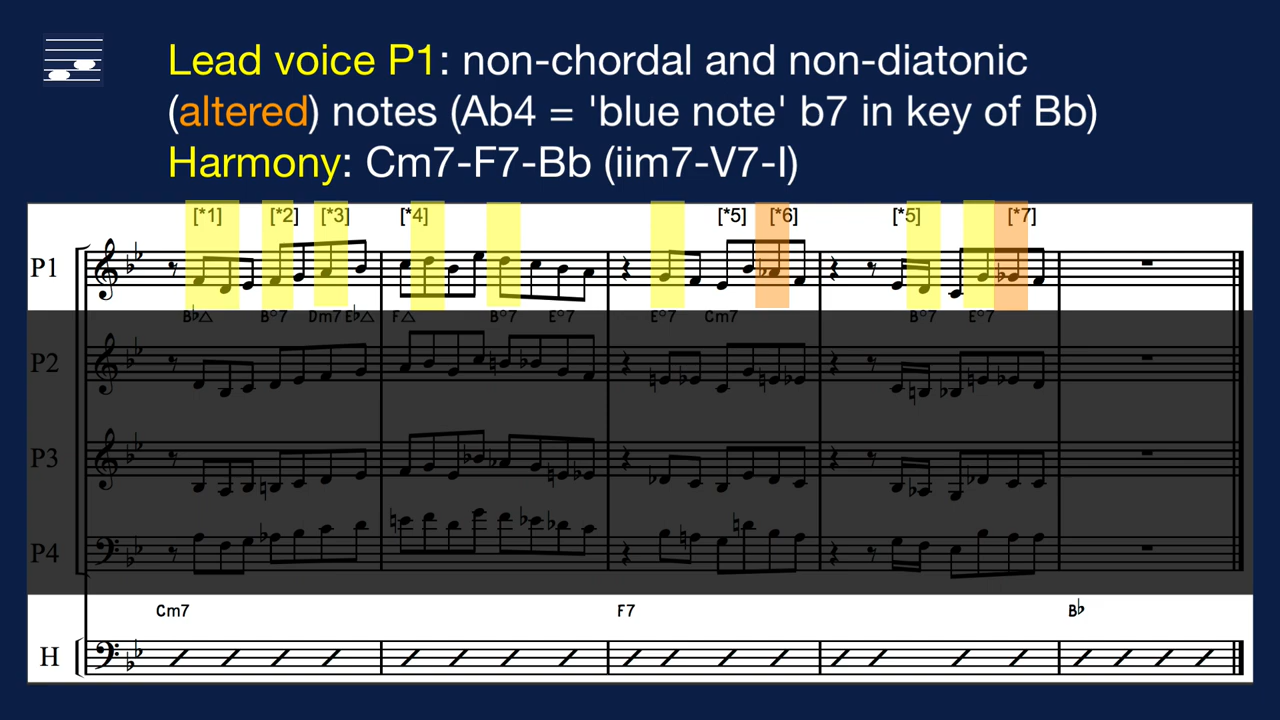 Lead voice P1: non-chordal and non-diatonic
(altered) notes (Ab4 = 'blue note' b7 in key of Bb)
Harmony: Cm7-F7-Bb (iim7-V7-I)
[*1] [*2] [*3] [*4] [*5] [*6] [*5] [*7]
P1
B♭△ B°7 Dm7 E♭△ F△ B°7 E°7 E°7 Cm7 B°7 E°7
P2
P3
P4
Cm7 F7 B♭
H